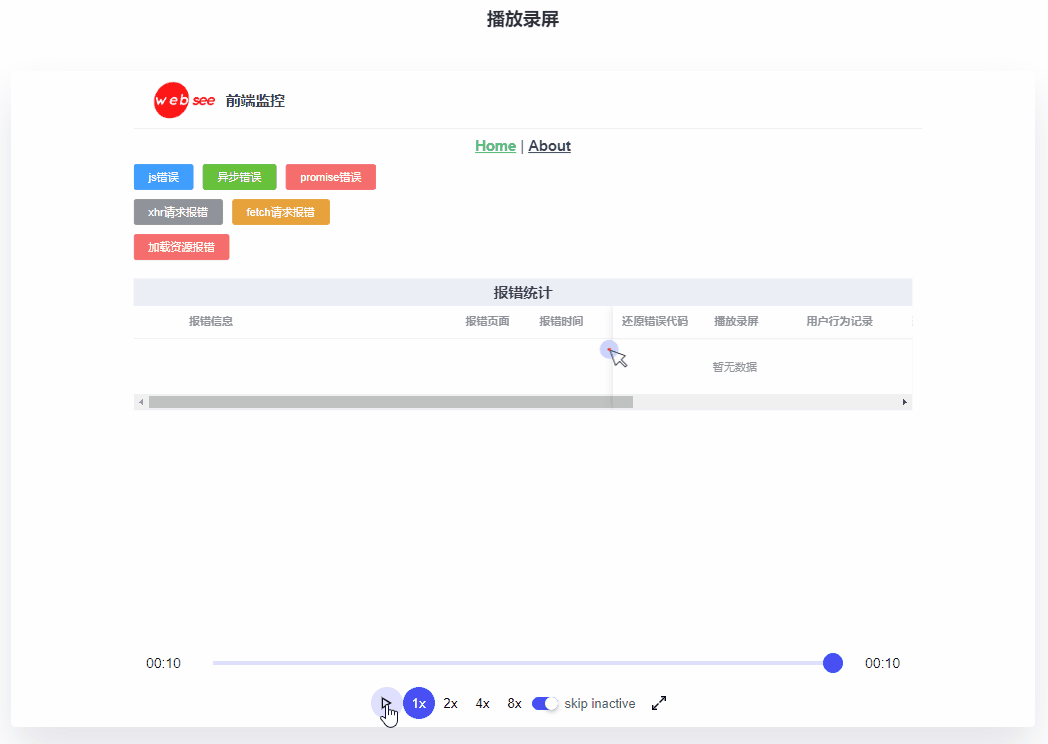 播放录屏
web see 前端监控
Home | About
js错误 异步错误 promise错误
xhr请求报错 fetch请求报错
加载资源报错
报错统计
报错信息 报错页面 报错时间 还原错误代码 播放录屏 用户行为记录
暂无数据
00:10 00:10
1x 2x 4x 8x skip inactive